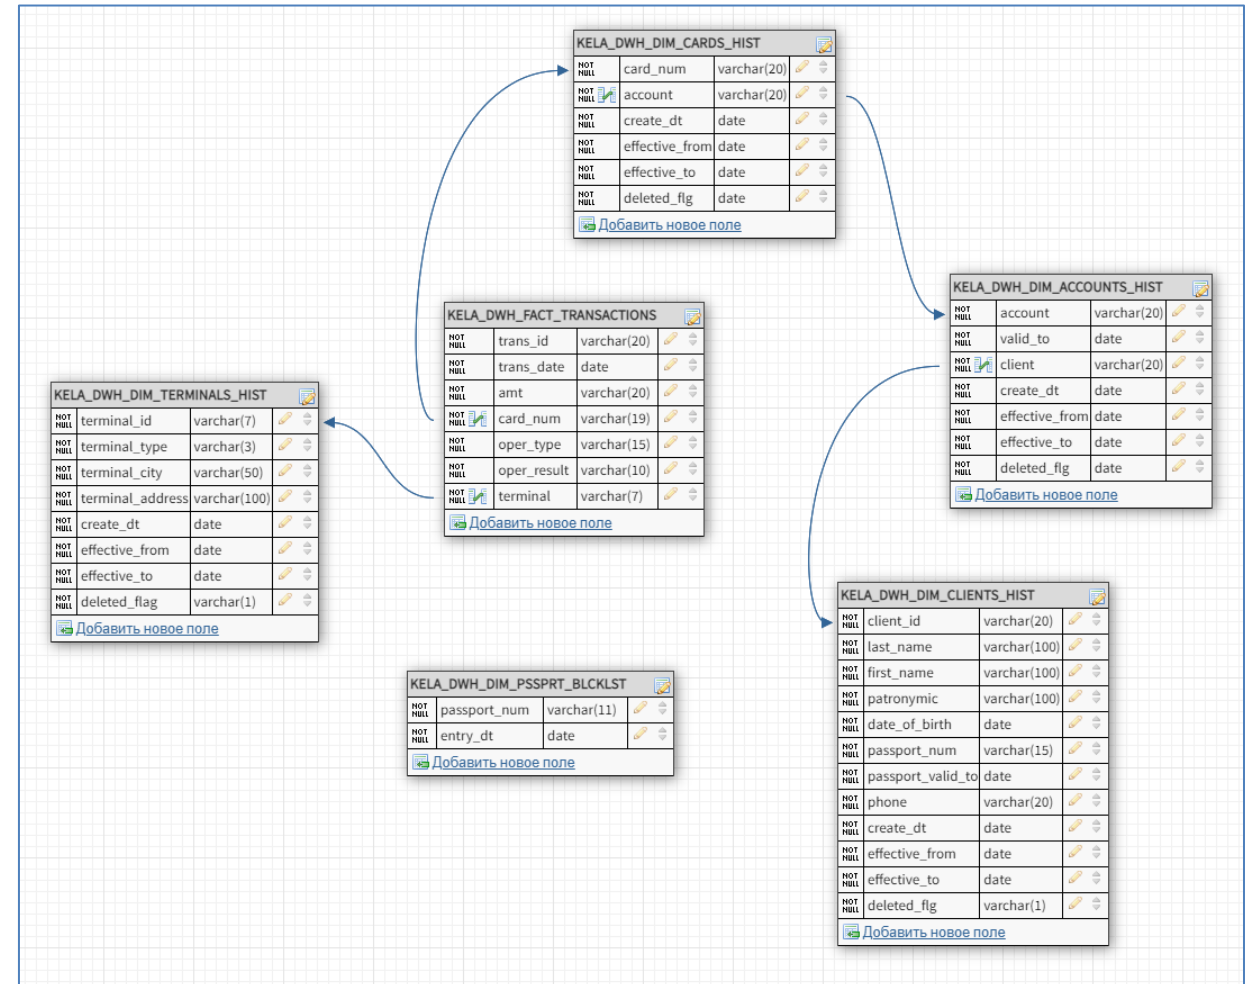 KELA_DWH_DIM_CARDS_HIST
NOT NULL card_num varchar(20)
NOT NULL account varchar(20)
NOT NULL create_dt date
NOT NULL effective_from date
NOT NULL effective_to date
NOT NULL deleted_flg date
Добавить новое поле
KELA_DWH_DIM_ACCOUNTS_HIST
NOT NULL account varchar(20)
NOT NULL valid_to date
NOT NULL client varchar(20)
NOT NULL create_dt date
NOT NULL effective_from date
NOT NULL effective_to date
NOT NULL deleted_flg date
Добавить новое поле
KELA_DWH_FACT_TRANSACTIONS
NOT NULL trans_id varchar(20)
NOT NULL trans_date date
NOT NULL amt varchar(20)
NOT NULL card_num varchar(19)
NOT NULL oper_type varchar(15)
NOT NULL oper_result varchar(10)
NOT NULL terminal varchar(7)
Добавить новое поле
KELA_DWH_DIM_TERMINALS_HIST
NOT NULL terminal_id varchar(7)
NOT NULL terminal_type varchar(3)
NOT NULL terminal_city varchar(50)
NOT NULL terminal_address varchar(100)
NOT NULL create_dt date
NOT NULL effective_from date
NOT NULL effective_to date
NOT NULL deleted_flag varchar(1)
Добавить новое поле
KELA_DWH_DIM_CLIENTS_HIST
NOT NULL client_id varchar(20)
NOT NULL last_name varchar(100)
NOT NULL first_name varchar(100)
NOT NULL patronymic varchar(100)
NOT NULL date_of_birth date
NOT NULL passport_num varchar(15)
NOT NULL passport_valid_to date
NOT NULL phone varchar(20)
NOT NULL create_dt date
NOT NULL effective_from date
NOT NULL effective_to date
NOT NULL deleted_flg varchar(1)
Добавить новое поле
KELA_DWH_DIM_PSSPRT_BLCKLST
NOT NULL passport_num varchar(11)
NOT NULL entry_dt date
Добавить новое поле